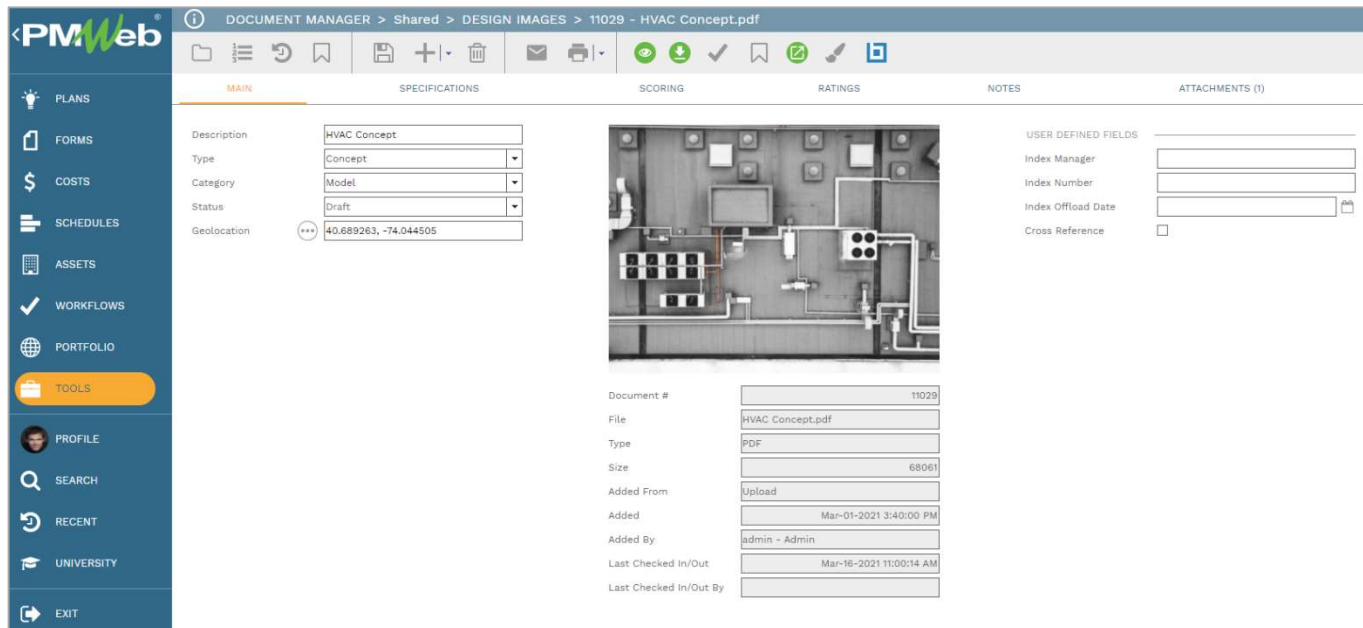 PMWeb
DOCUMENT MANAGER > Shared > DESIGN IMAGES > 11029 - HVAC Concept.pdf
PLANS
FORMS
COSTS
SCHEDULES
ASSETS
WORKFLOWS
PORTFOLIO
TOOLS
PROFILE
SEARCH
RECENT
UNIVERSITY
EXIT
MAIN SPECIFICATIONS SCORING RATINGS NOTES ATTACHMENTS (1)
Description HVAC Concept
Type Concept
Category Model
Status Draft
Geolocation 40.689263, -74.044505
Document # 11029
File HVAC Concept.pdf
Type PDF
Size 68061
Added From Upload
Added Mar-01-2021 3:40:00 PM
Added By admin - Admin
Last Checked In/Out Mar-16-2021 11:00:14 AM
Last Checked In/Out By
USER DEFINED FIELDS
Index Manager
Index Number
Index Offload Date
Cross Reference